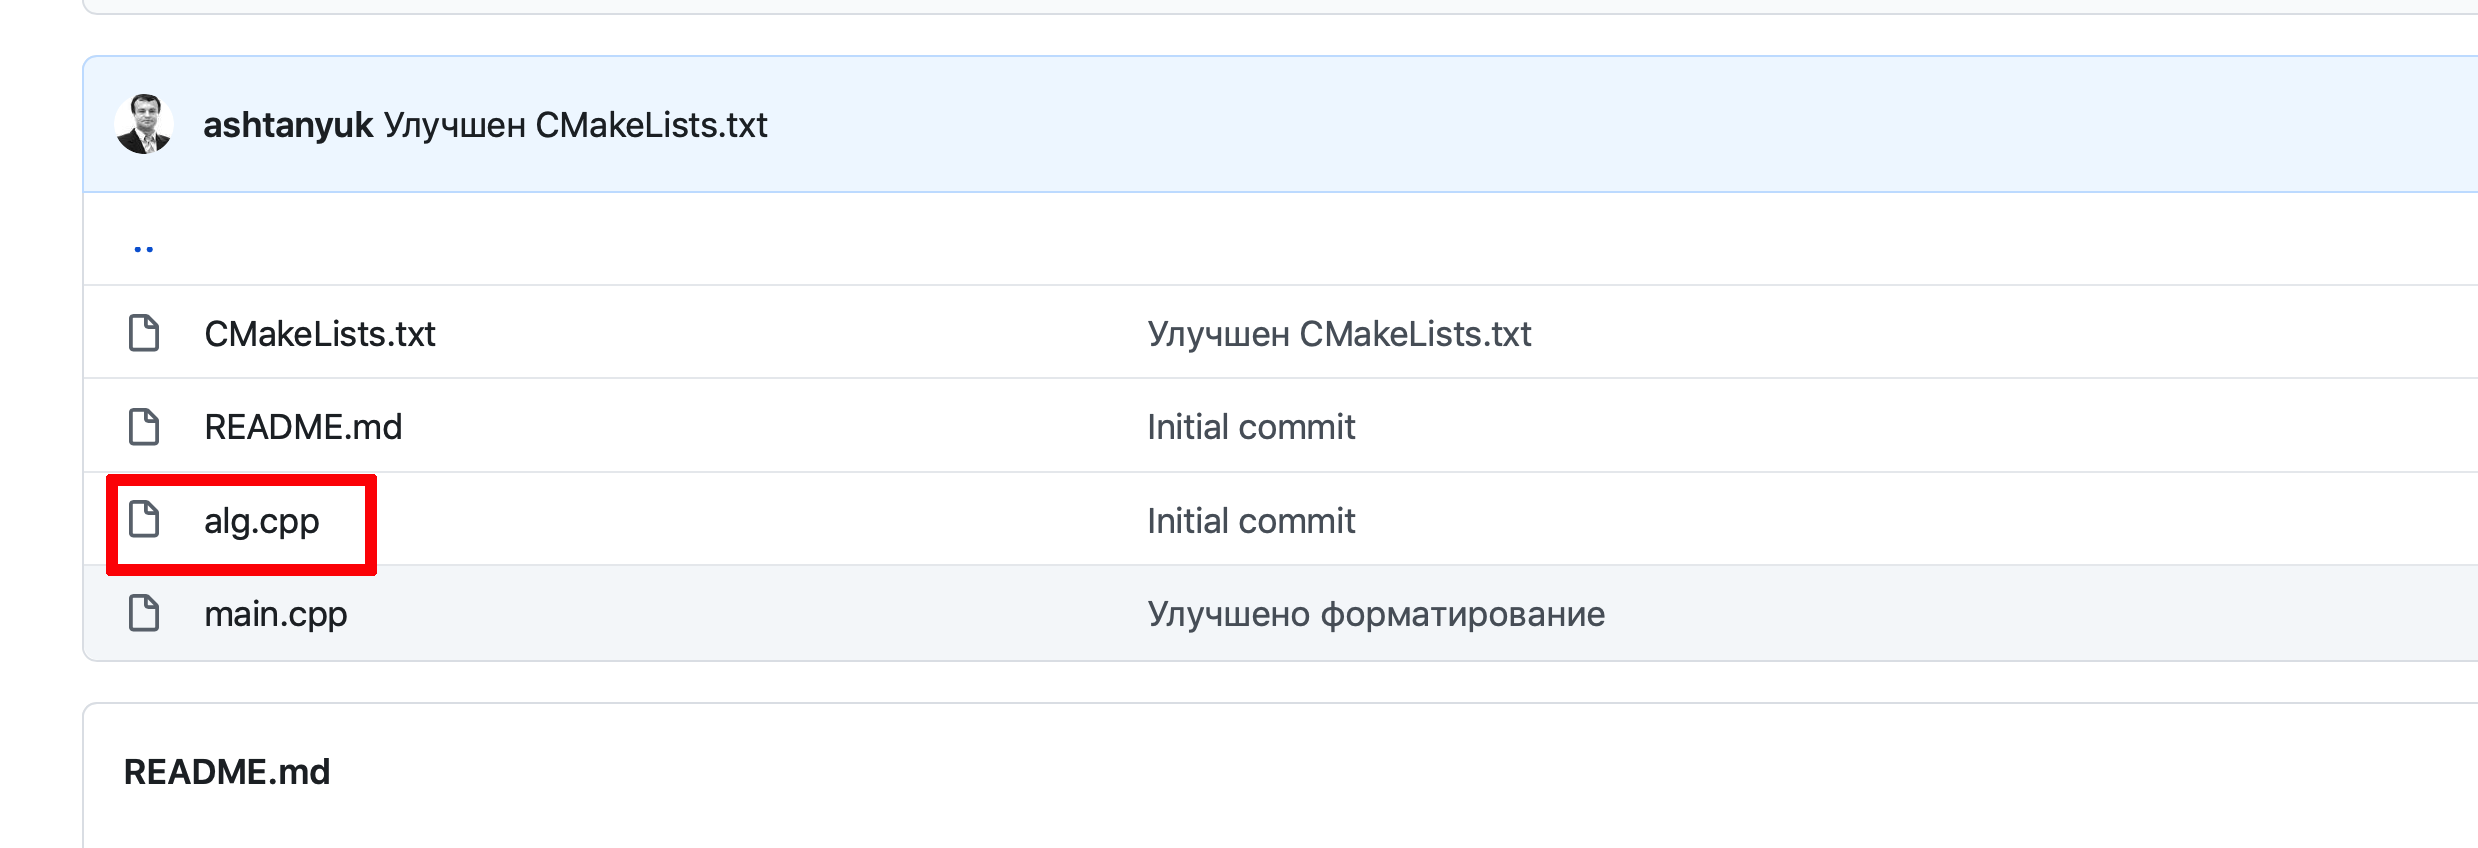 ashtanyuk Улучшен CMakeLists.txt
..
CMakeLists.txt Улучшен CMakeLists.txt
README.md Initial commit
alg.cpp Initial commit
main.cpp Улучшено форматирование
README.md